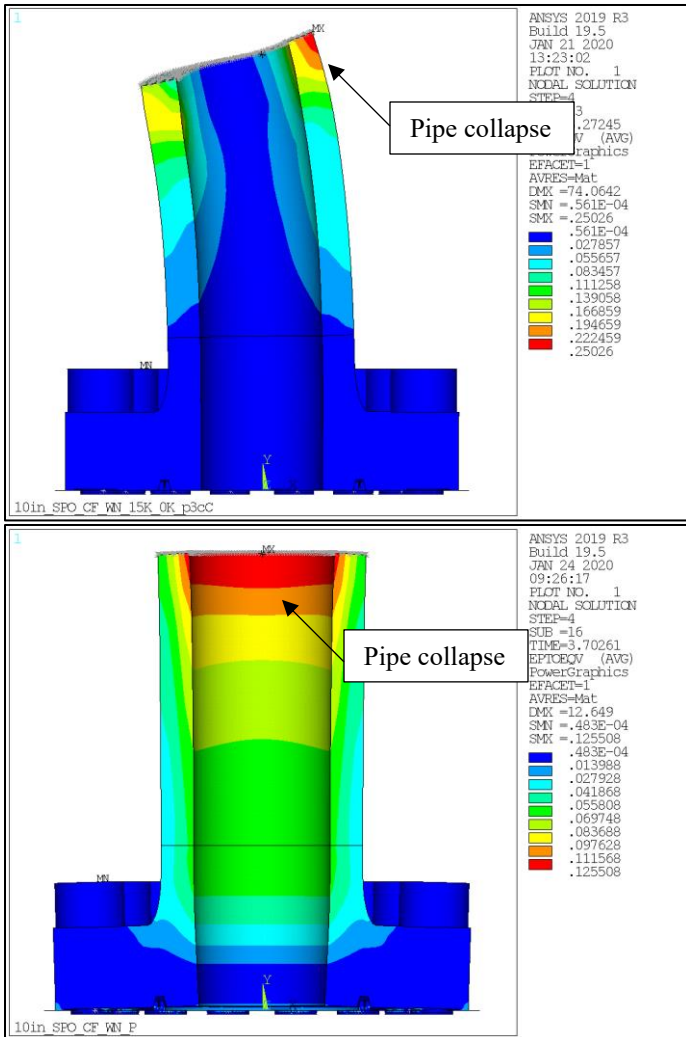 1
ANSYS 2019 R3
Build 19.5
JAN 21 2020
13:23:02
PLOT NO. 1
NODAL SOLUTION
STEP=4
3
.27245
(AVG)
PowerGraphics
EFACET=1
AVRES=Mat
DMX =74.0642
SMN =.561E-04
SMX =.25026
.561E-04
.027857
.055657
.083457
.111258
.139058
.166859
.194659
.222459
.25026
MX
Pipe collapse
MN
Y
10in_SPO_CF_WN_15K_0K_p3cC
1
ANSYS 2019 R3
Build 19.5
JAN 24 2020
09:26:17
PLOT NO. 1
NODAL SOLUTION
STEP=4
SUB =16
TIME=3.70261
EPTOEQV (AVG)
PowerGraphics
EFACET=1
AVRES=Mat
DMX =12.649
SMN =.483E-04
SMX =.125508
.483E-04
.013988
.027928
.041868
.055808
.069748
.083688
.097628
.111568
.125508
MX
Pipe collapse
MN
Y
10in_SPO_CF_WN_P